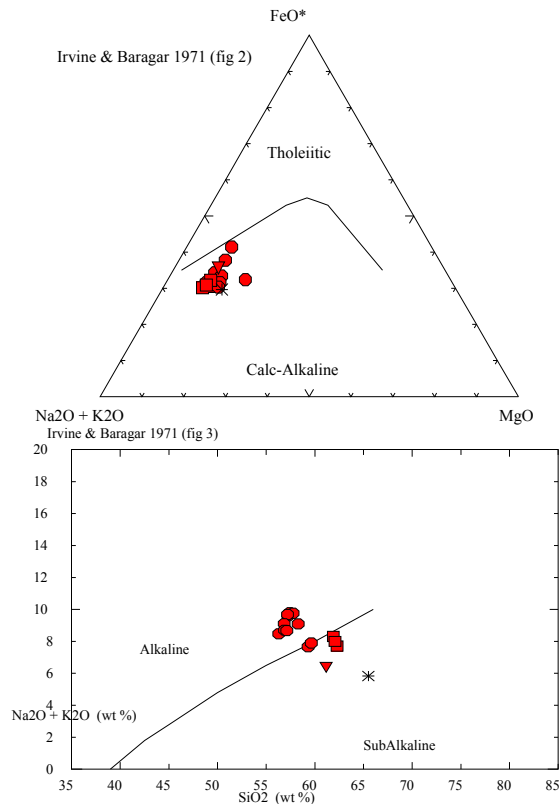 FeO*
Irvine & Baragar 1971 (fig 2)
Tholeiitic
Calc-Alkaline
Na2O + K2O
MgO
Irvine & Baragar 1971 (fig 3)
20
18
16
14
12
10
8
6
4
2
0
Alkaline
Na2O + K2O (wt %)
SubAlkaline
35 40 45 50 55 60 65 70 75 80 85
SiO2 (wt %)